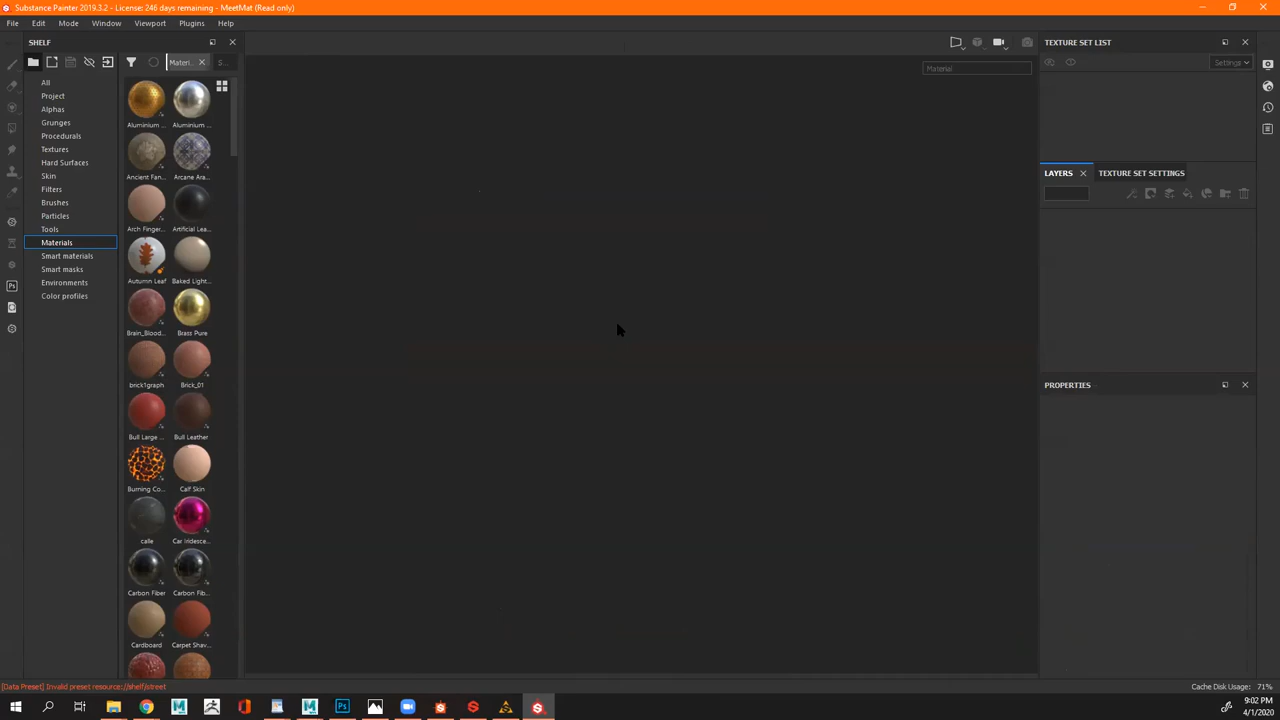 Substance Painter 2019.3.2 - License: 246 days remaining - MeetMat (Read only)
File Edit Mode Window Viewport Plugins Help
SHELF
Materi...
S...
All
Project
Alphas
Grunges
Procedurals
Textures
Hard Surfaces
Skin
Filters
Brushes
Particles
Tools
Materials
Smart materials
Smart masks
Environments
Color profiles
Aluminium ... Aluminium ...
Ancient Fan... Arcane Ara...
Arch Finger... Artificial Lea...
Autumn Leaf Baked Light...
Brain_Blood... Brass Pure
brick1graph Brick_01
Bull Large ... Bull Leather
Burning Co... Calf Skin
calle Car Iridesce...
Carbon Fiber Carbon Fib...
Cardboard Carpet Shav...
Material
TEXTURE SET LIST
Settings
LAYERS TEXTURE SET SETTINGS
PROPERTIES
[Data Preset] Invalid preset resource://shelf/street
Cache Disk Usage: 71%
Ps
9:02 PM
4/1/2020